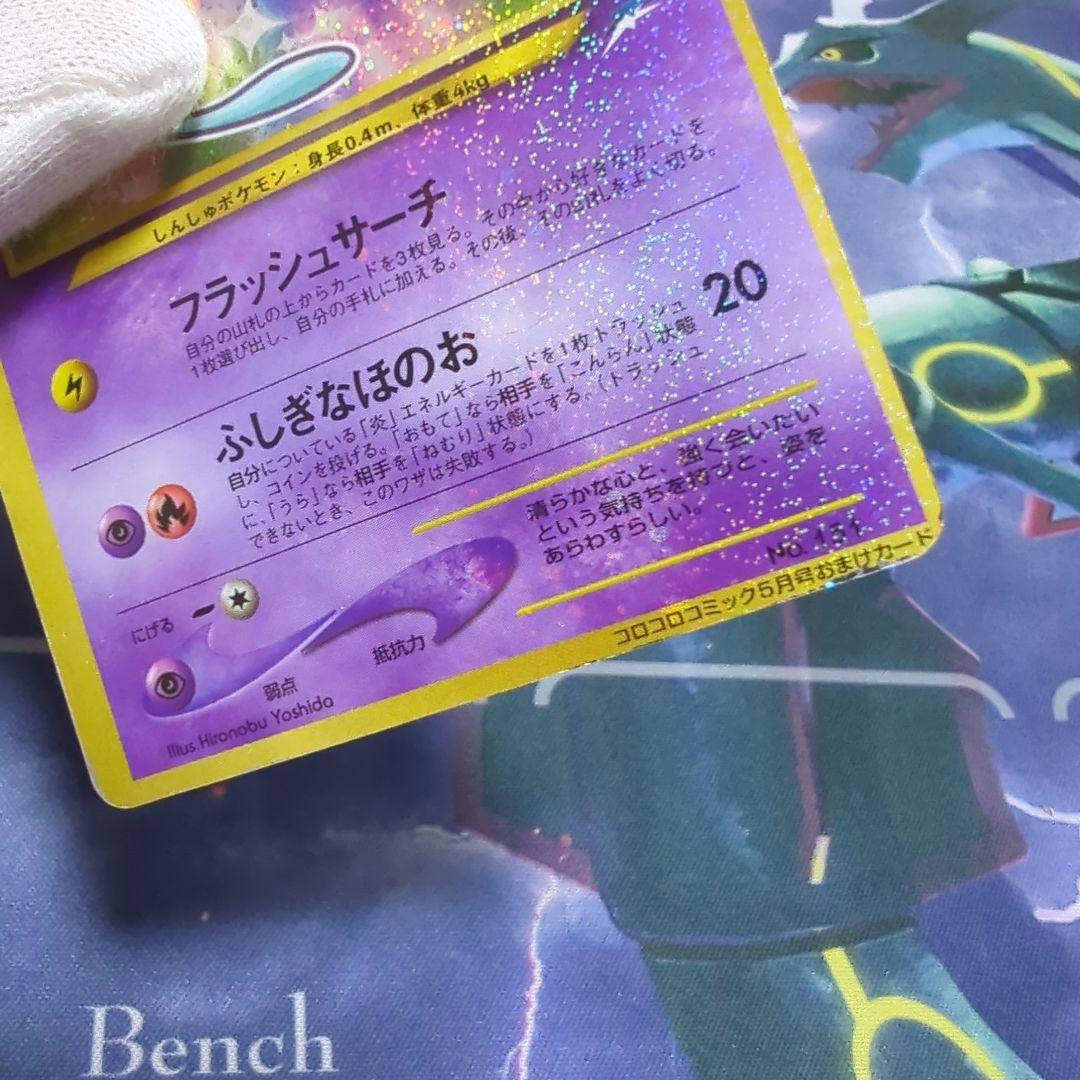 しんしゅポケモン：身長0.4m、体重4kg
フラッシュサーチ
自分の山札の上からカードを3枚見る。その中から好きなカードを
1枚選び出し、自分の手札に加える。その後、その山札をよく切る。
ふしぎなほのお 20
自分についている「炎」エネルギーカードを1枚トラッシュ
し、コインを投げる。「おもて」なら相手を「こんらん」状態
に、「うら」なら相手を「ねむり」状態にする。（トラッシュ
できないとき、このワザは失敗する。）
清らかな心と、強く会いたい
という気持ちを持つと、姿を
あらわすらしい。
No. 151
にげる
抵抗力
弱点
コロコロコミック5月号おまけカード
Illus. Hironobu Yoshida
Bench